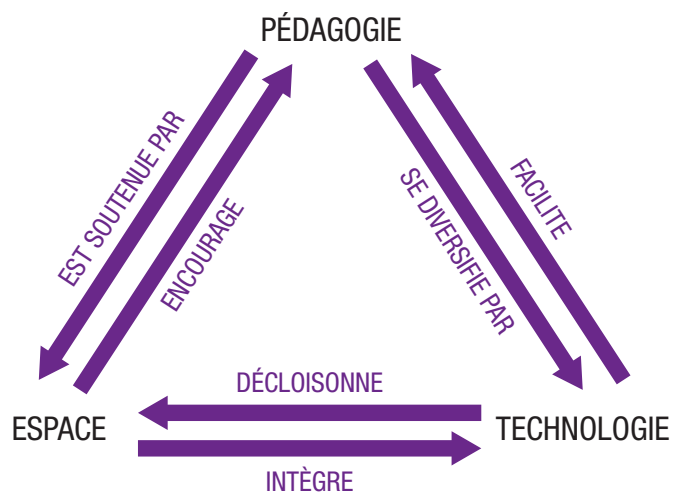 PÉDAGOGIE
EST SOUTENUE PAR
ENCOURAGE
SE DIVERSIFIE PAR
FACILITE
DÉCLOISONNE
ESPACE
TECHNOLOGIE
INTÈGRE